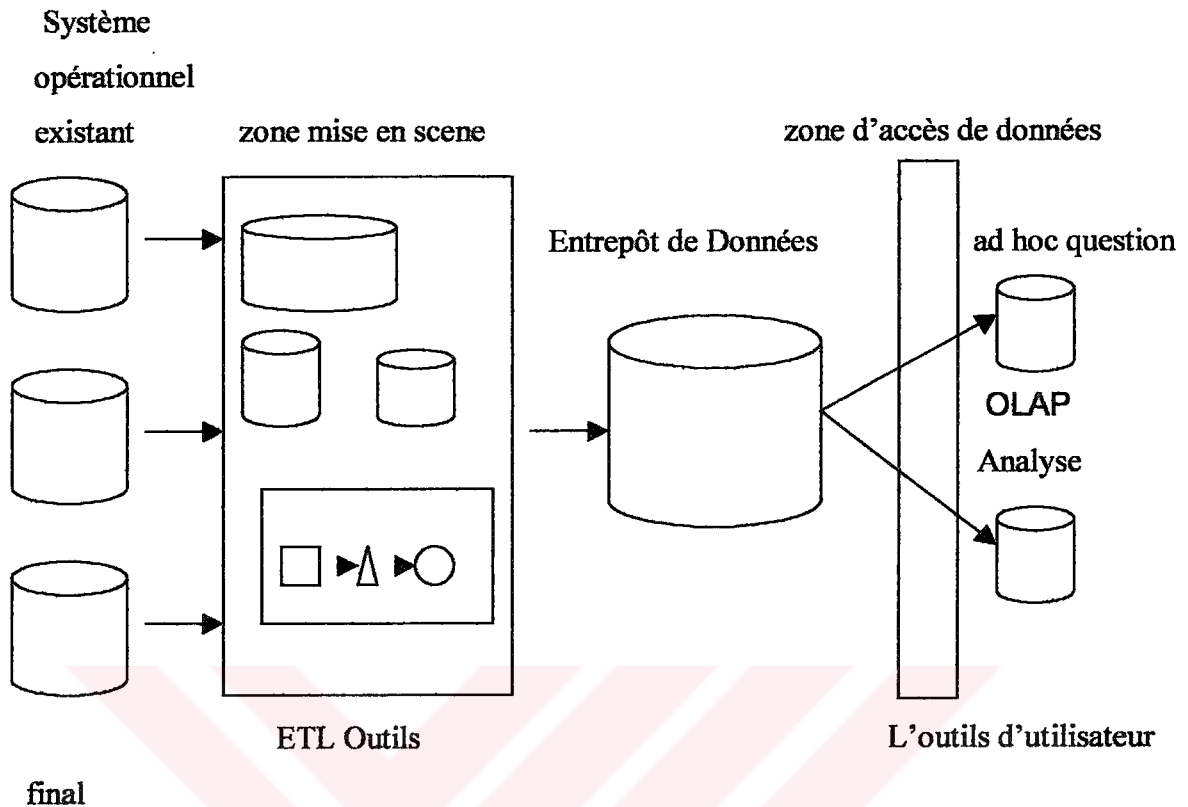 Système
opérationnel
existant
zone mise en scene
zone d'accès de données
Entrepôt de Données
ad hoc question
OLAP
Analyse
ETL Outils
L'outils d'utilisateur
final